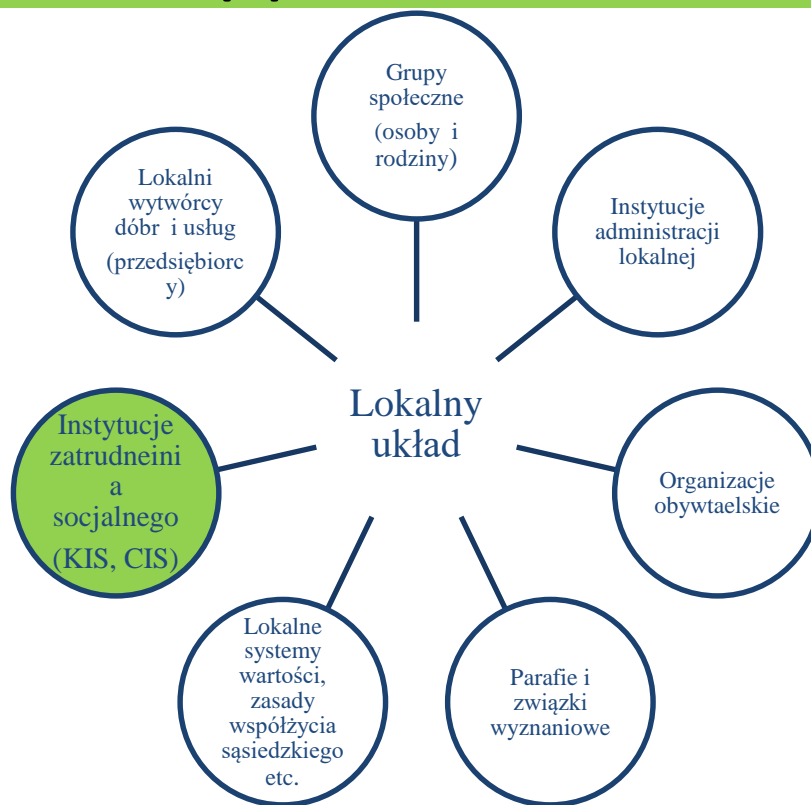 Grupy
społeczne
(osoby i
rodziny)
Lokalni
wytwórcy
dóbr i usług
(przedsiębiorc
y)
Instytucje
administracji
lokalnej
Lokalny
układ
Instytucje
zatrudneini
a
socjalnego
(KIS, CIS)
Organizacje
obywtaelskie
Lokalne
systemy
wartości,
zasady
współżycia
sąsiedzkiego
etc.
Parafie i
związki
wyznaniowe